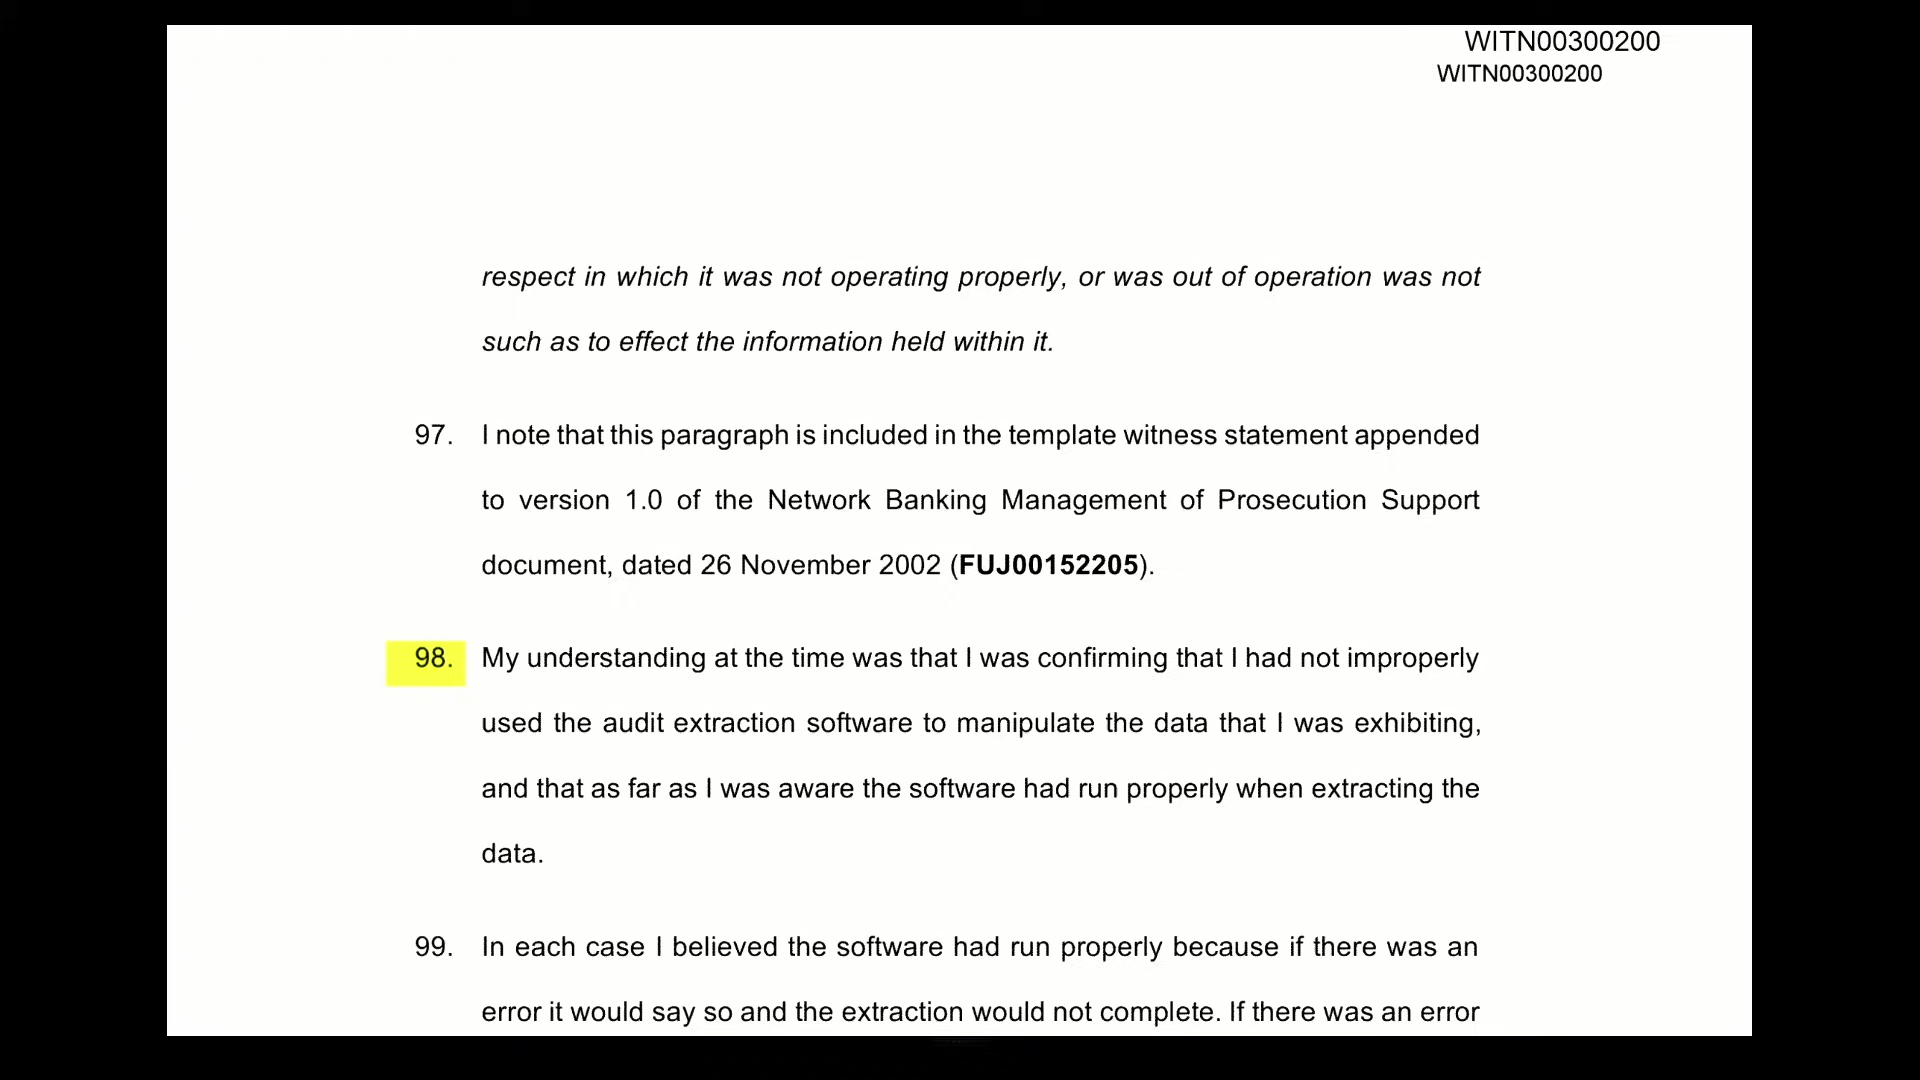 WITN00300200
WITN00300200
respect in which it was not operating properly, or was out of operation was not
such as to effect the information held within it.
97. I note that this paragraph is included in the template witness statement appended
to version 1.0 of the Network Banking Management of Prosecution Support
document, dated 26 November 2002 (FUJ00152205).
98. My understanding at the time was that I was confirming that I had not improperly
used the audit extraction software to manipulate the data that I was exhibiting,
and that as far as I was aware the software had run properly when extracting the
data.
99. In each case I believed the software had run properly because if there was an
error it would say so and the extraction would not complete. If there was an error